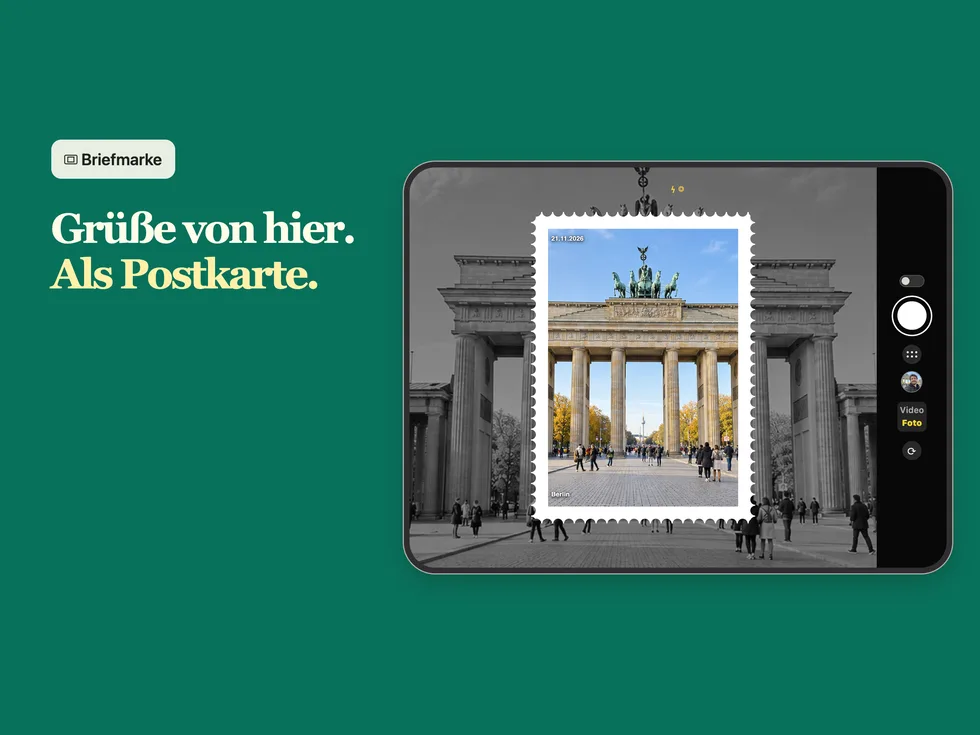 Briefmarke
Grüße von hier.
Als Postkarte.
21.11.2026
Berlin
Video
Foto